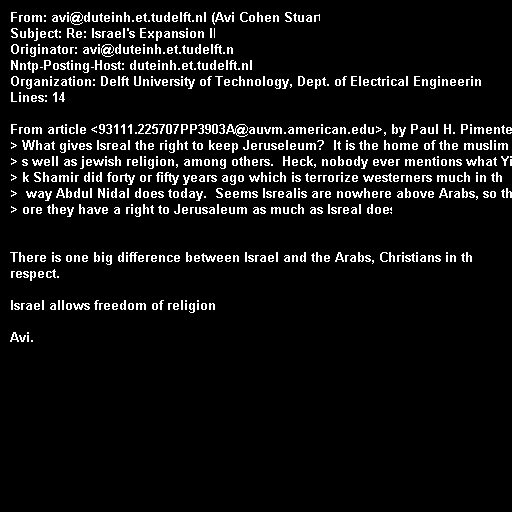 From: avi@duteinh.et.tudelft.nl (Avi Cohen Stuart
Subject: Re: Israel's Expansion II
Originator: avi@duteinh.et.tudelft.n
Nntp-Posting-Host: duteinh.et.tudelft.nl
Organization: Delft University of Technology, Dept. of Electrical Engineerin
Lines: 14
From article <93111.225707PP3903A@auvm.american.edu>, by Paul H. Pimente
> What gives Isreal the right to keep Jeruseleum?  It is the home of the muslim
> s well as jewish religion, among others.  Heck, nobody ever mentions what Yi
> k Shamir did forty or fifty years ago which is terrorize westerners much in th
>  way Abdul Nidal does today.  Seems Isrealis are nowhere above Arabs, so th
> ore they have a right to Jerusaleum as much as Isreal does
There is one big difference between Israel and the Arabs, Christians in th
respect.
Israel allows freedom of religion
Avi.